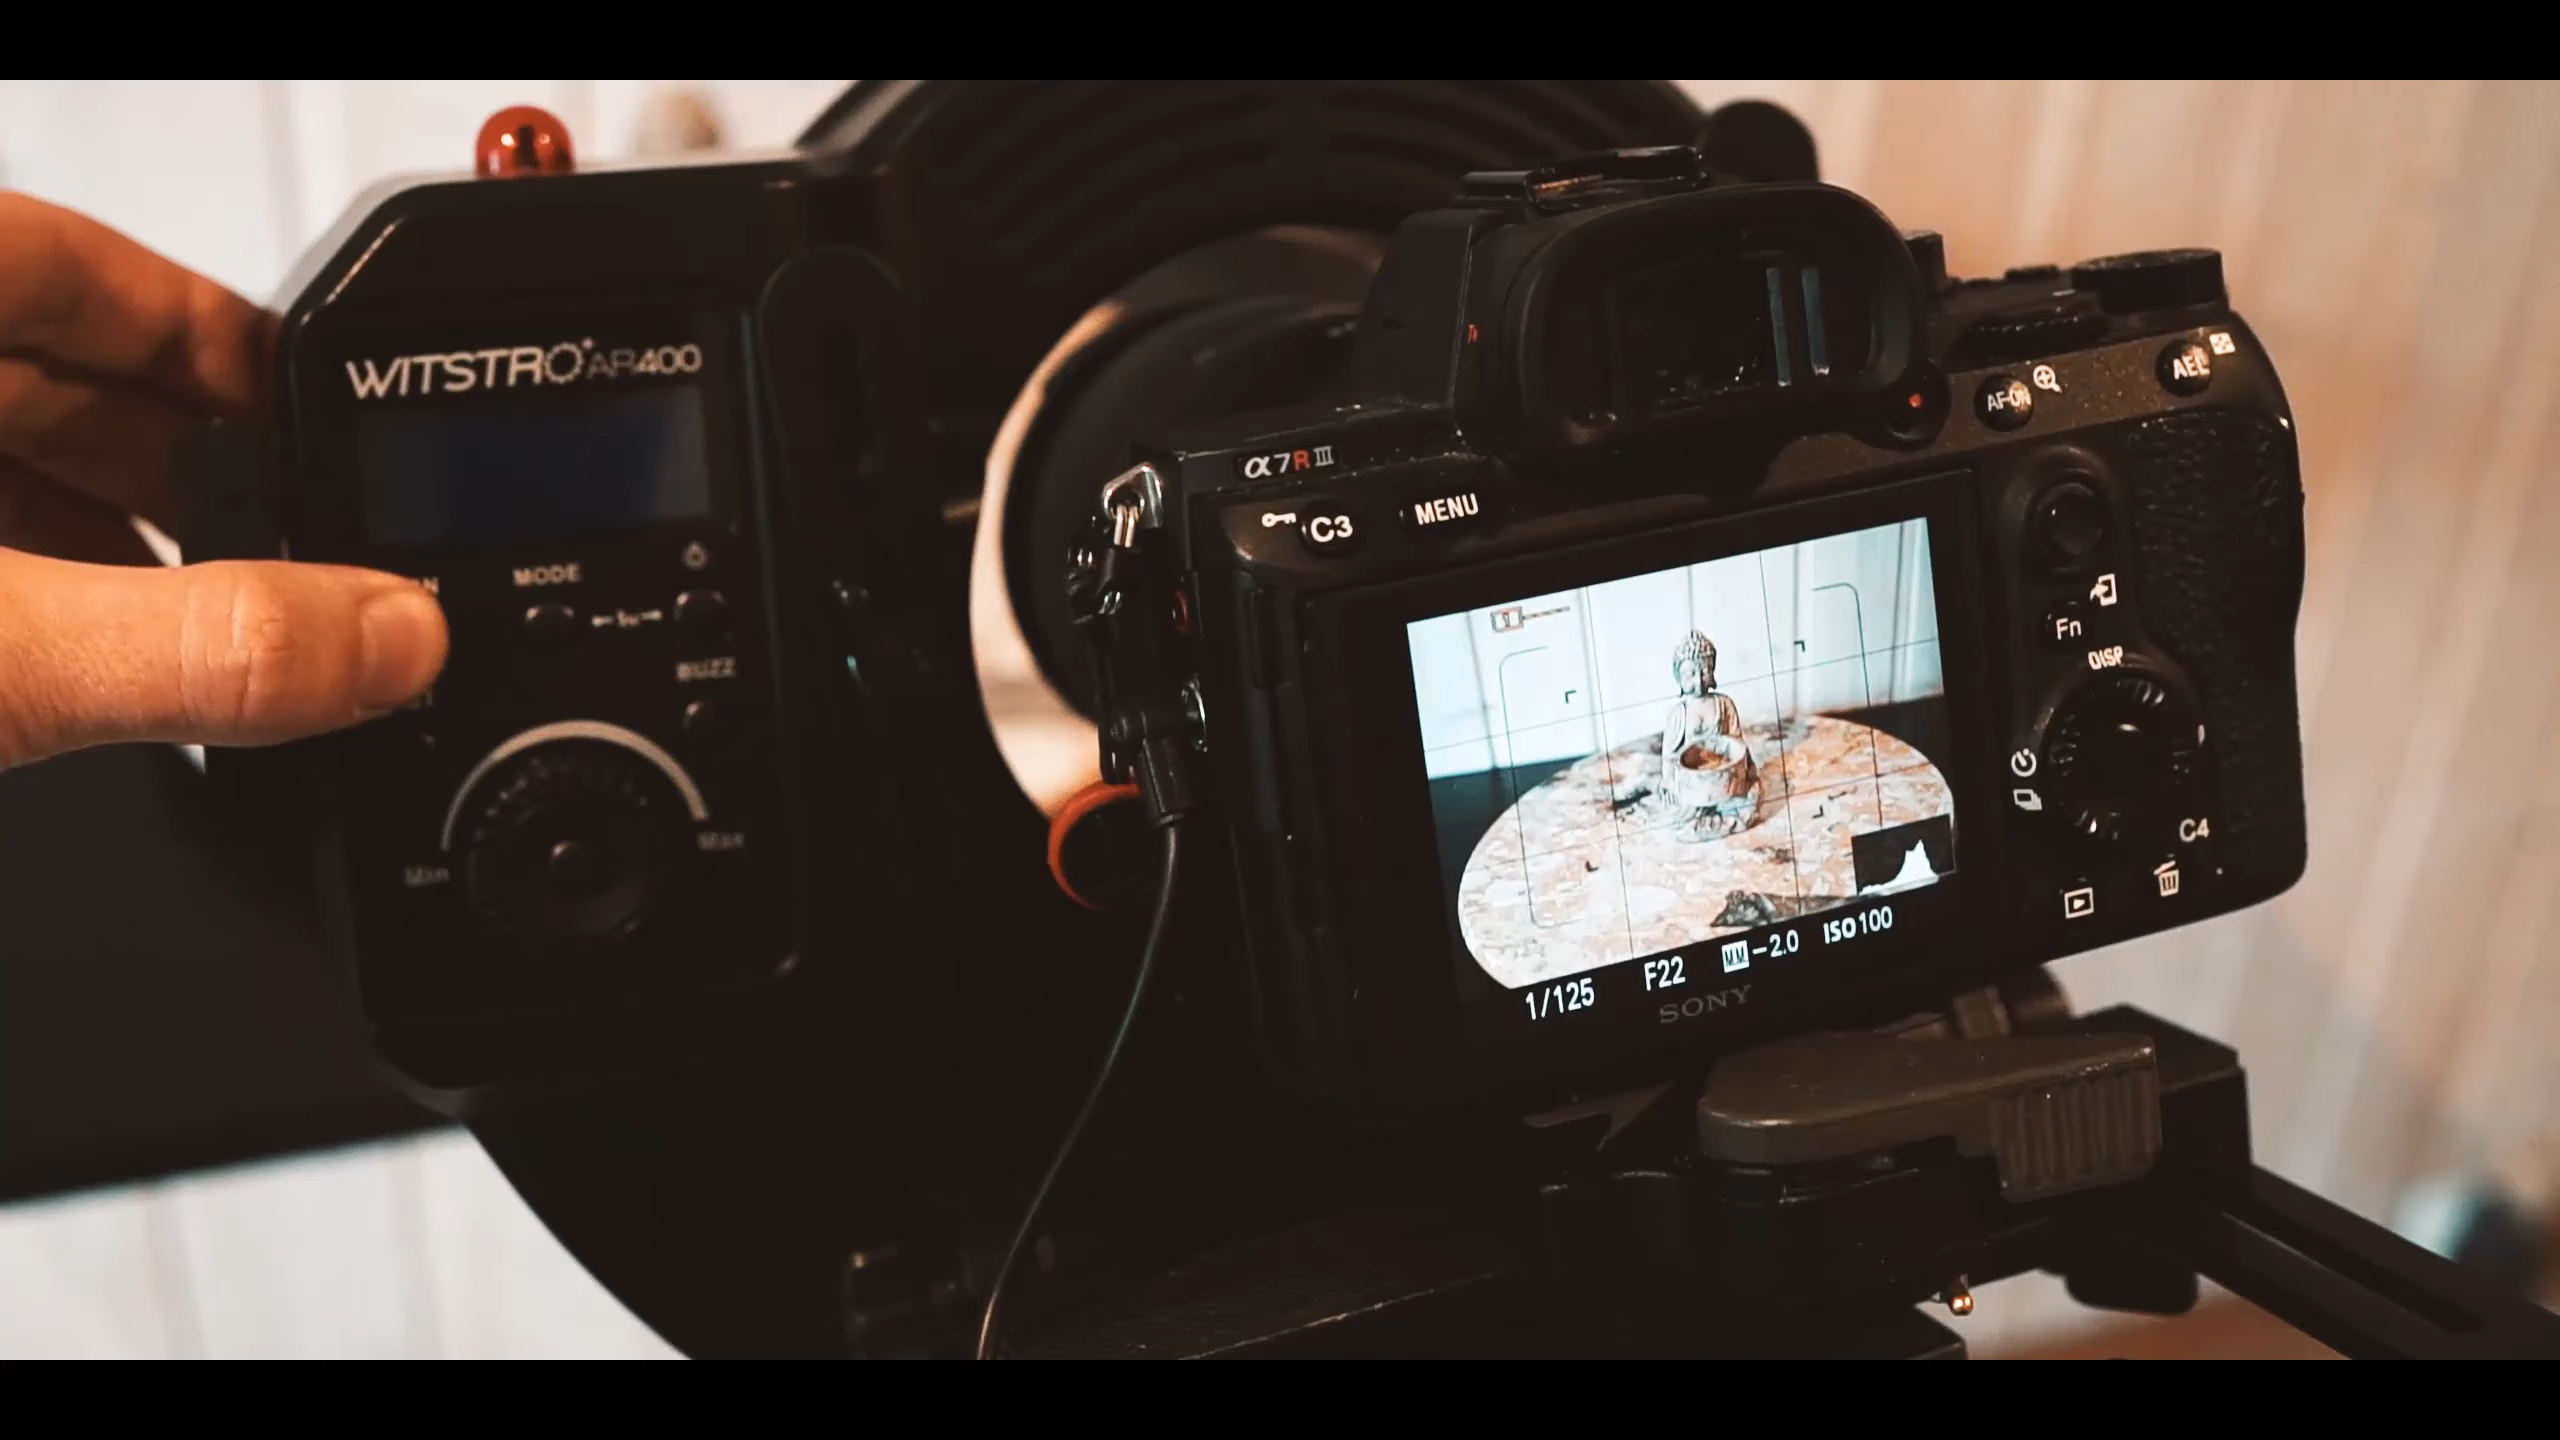 WITSTRO AR400
MODE
BUZZ
Min
Max
α7RIII
C3
MENU
AF-ON
AEL
Fn
DISP
C4
1/125
F22
MM -2.0
ISO100
SONY